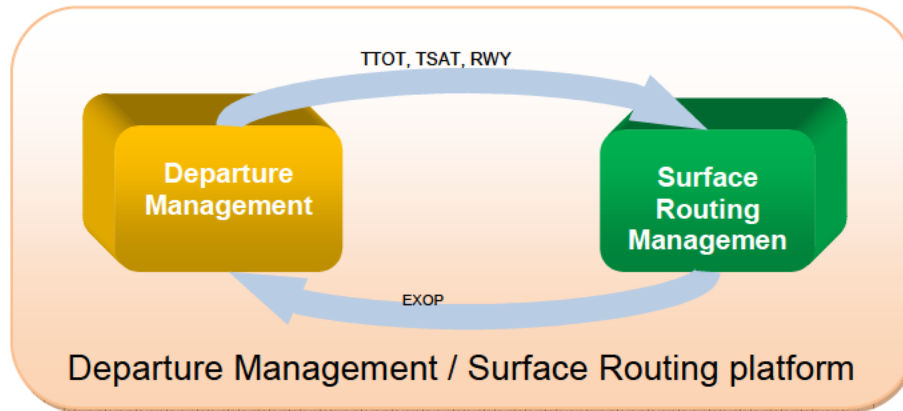 TTOT, TSAT, RWY
Departure
Management
Surface
Routing
Managemen
EXOP
Departure Management / Surface Routing platform